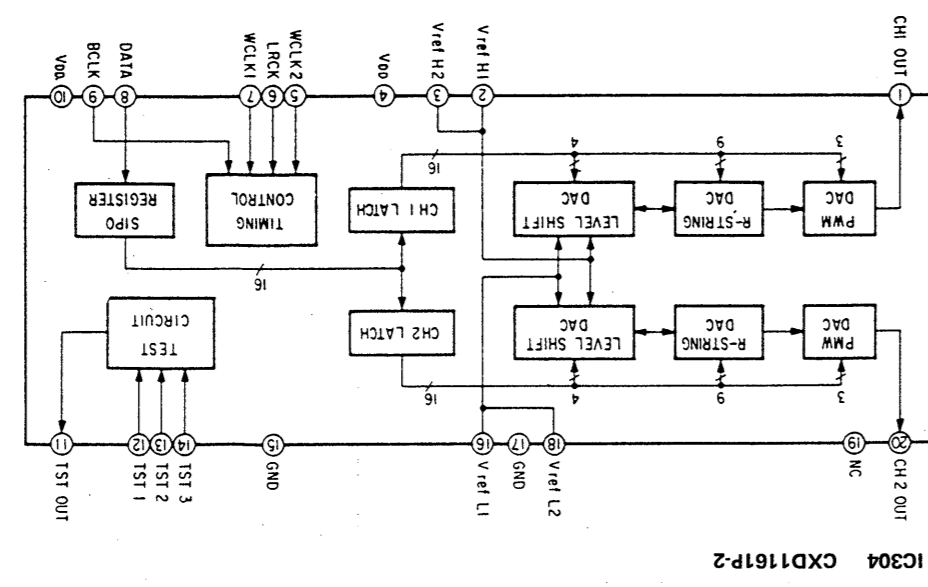 IC304 CXD1161P-2
CH2 OUT
NC
Vref L2
GND
Vref L1
GND
TST 3
TST 2
TST 1
TST OUT
20 19 18 17 16 15 14 13 12 11
3 9 4 16
PMW DAC
R-STRING DAC
LEVEL SHIFT DAC
CH2 LATCH
TEST CIRCUIT
16
PWM DAC
R-STRING DAC
LEVEL SHIFT DAC
CH1 LATCH
TIMING CONTROL
SIPO REGISTER
3 9 4 16
1 2 3 4 5 6 7 8 9 10
CH1 OUT
Vref H1
Vref H2
VDD
WCLK2
LRCK
WCLK1
DATA
BCLK
VDA